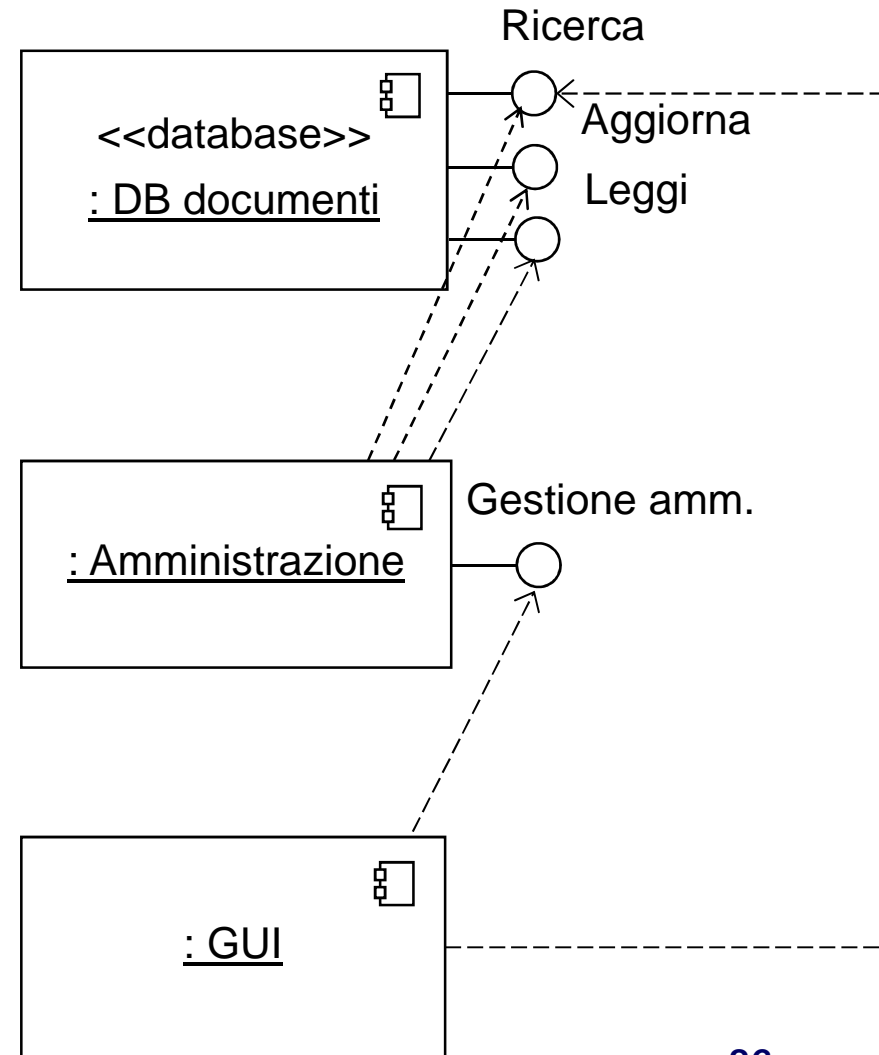 Ricerca
<<database>>
: DB documenti
Aggiorna
Leggi
Gestione amm.
: Amministrazione
: GUI